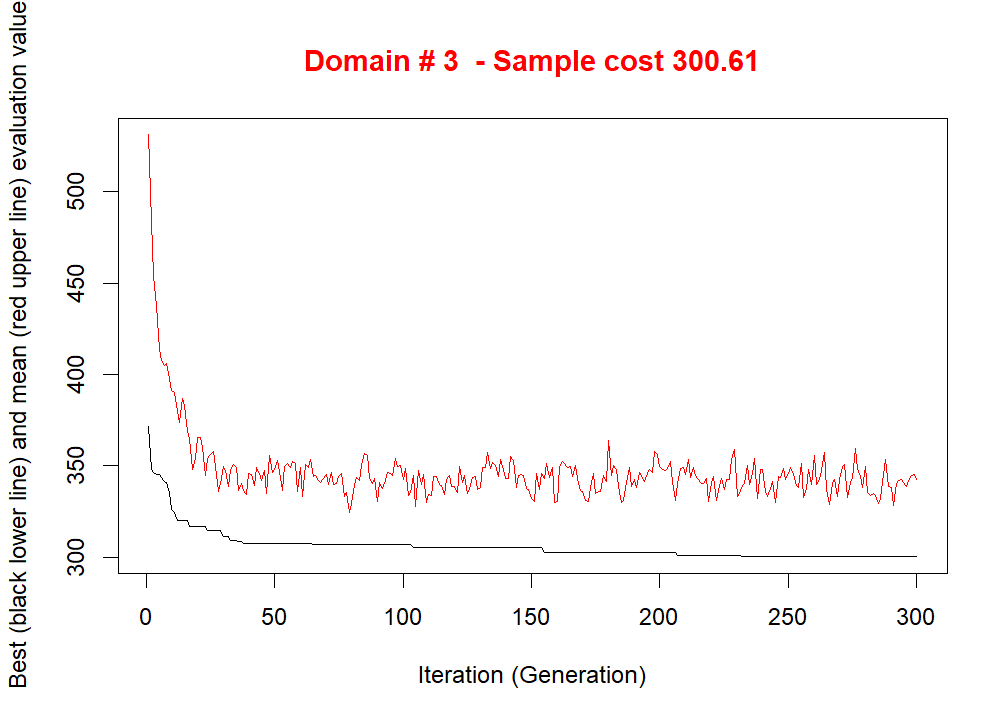 Domain # 3  - Sample cost 300.61
Best (black lower line) and mean (red upper line) evaluation value
500
450
400
350
300
0 50 100 150 200 250 300
Iteration (Generation)